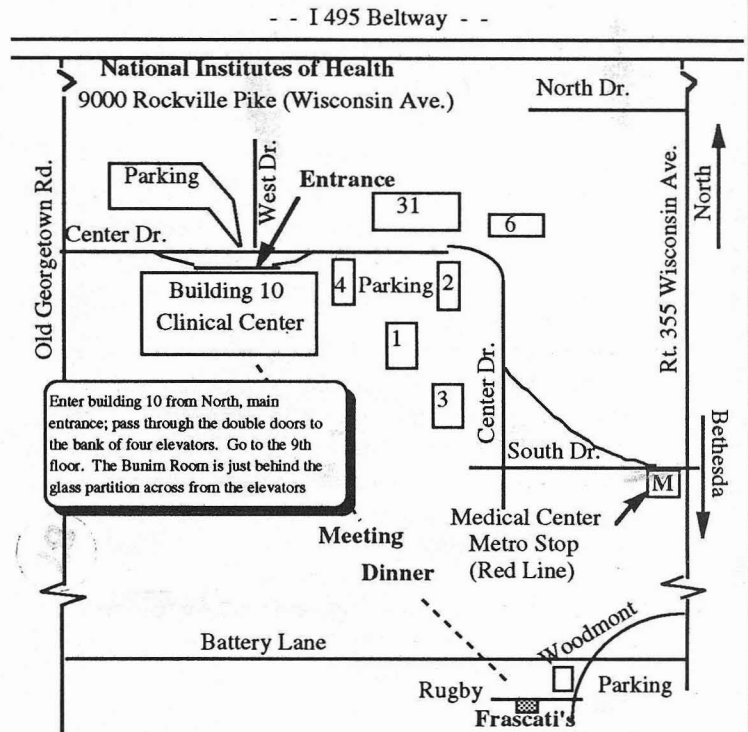 - - I 495 Beltway - -
National Institutes of Health
9000 Rockville Pike (Wisconsin Ave.)
North Dr.
Old Georgetown Rd.
Parking
West Dr.
Entrance
31
6
North
Rt. 355 Wisconsin Ave.
Center Dr.
Building 10
Clinical Center
4
Parking
2
1
3
Center Dr.
Enter building 10 from North, main
entrance; pass through the double doors to
the bank of four elevators. Go to the 9th
floor. The Bunim Room is just behind the
glass partition across from the elevators
South Dr.
M
Bethesda
Medical Center
Metro Stop
(Red Line)
Meeting
Dinner
Battery Lane
Woodmont
Rugby
Parking
Frascati's